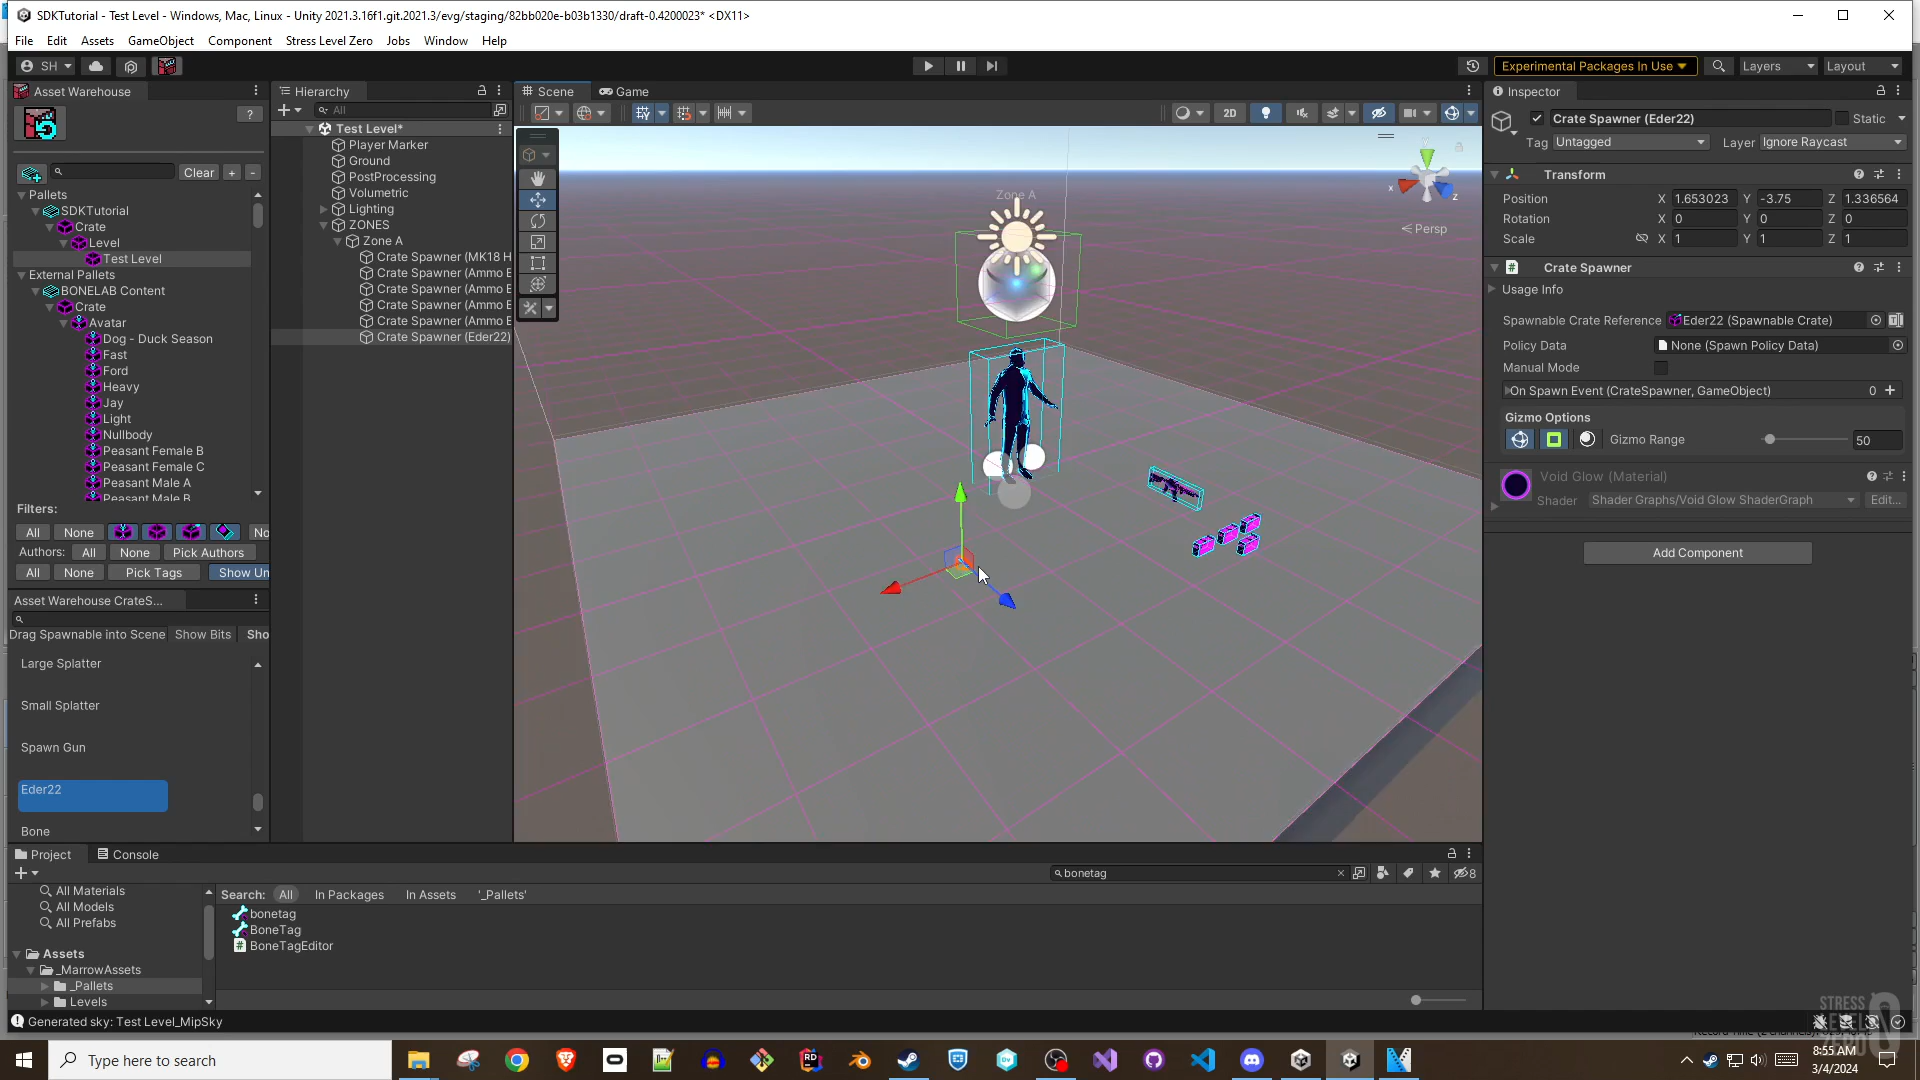 SDKTutorial - Test Level - Windows, Mac, Linux - Unity 2021.3.16f1.git.2021.3/evg/staging/82bb020e-b03b1330/draft-0.4200023* <DX11>
File Edit Assets GameObject Component Stress Level Zero Jobs Window Help
SH Experimental Packages In Use Layers Layout
Asset Warehouse
?
Clear + -
Pallets
SDKTutorial
Crate
Level
Test Level
External Pallets
BONELAB Content
Crate
Avatar
Dog - Duck Season
Fast
Ford
Heavy
Jay
Light
Nullbody
Peasant Female B
Peasant Female C
Peasant Male A
Peasant Male B
Filters:
All None No
Authors: All None Pick Authors
All None Pick Tags Show Un
Asset Warehouse CrateS...
Drag Spawnable into Scene Show Bits Sho
Large Splatter
Small Splatter
Spawn Gun
Eder22
Bone
Hierarchy
All
Test Level*
Player Marker
Ground
PostProcessing
Volumetric
Lighting
ZONES
Zone A
Crate Spawner (MK18 H
Crate Spawner (Ammo E
Crate Spawner (Ammo E
Crate Spawner (Ammo E
Crate Spawner (Ammo E
Crate Spawner (Eder22)
Scene Game
2D
Zone A
x y z
Persp
Inspector
Crate Spawner (Eder22) Static
Tag Untagged Layer Ignore Raycast
Transform
Position X 1.653023 Y -3.75 Z 1.336564
Rotation X 0 Y 0 Z 0
Scale X 1 Y 1 Z 1
Crate Spawner
Usage Info
Spawnable Crate Reference Eder22 (Spawnable Crate)
Policy Data None (Spawn Policy Data)
Manual Mode
On Spawn Event (CrateSpawner, GameObject) 0 +
Gizmo Options
Gizmo Range 50
Void Glow (Material)
Shader Shader Graphs/Void Glow ShaderGraph Edit...
Add Component
Project Console
bonetag 8
All Materials
All Models
All Prefabs
Assets
_MarrowAssets
_Pallets
Levels
Search: All In Packages In Assets '_Pallets'
bonetag
BoneTag
BoneTagEditor
Generated sky: Test Level_MipSky
STRESS
LEVEL
ZERO
Type here to search
8:55 AM
3/4/2024